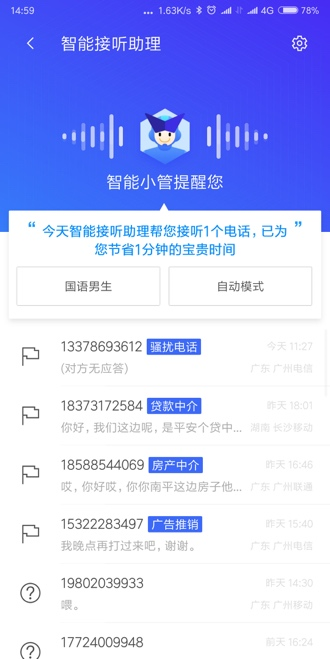 14:59
... 1.63K/s 4G 78%
智能接听助理
智能小管提醒您
“ 今天智能接听助理帮您接听1个电话，已为 ”
您节省1分钟的宝贵时间
国语男生
自动模式
13378693612 骚扰电话 今天 11:27
(对方无应答) 广东 广州电信
18373172584 贷款中介 昨天 18:01
你好，我们这边呢，是平安个贷中... 湖南 长沙移动
18588544069 房产中介 昨天 16:46
哎，你好哎，你你南平这边房子他... 广东 广州联通
15322283497 广告推销 昨天 15:40
我晚点再打过来吧，谢谢。 广东 广州电信
19802039933 昨天 14:30
喂。 广东 广州移动
17724009948 前天 16:24